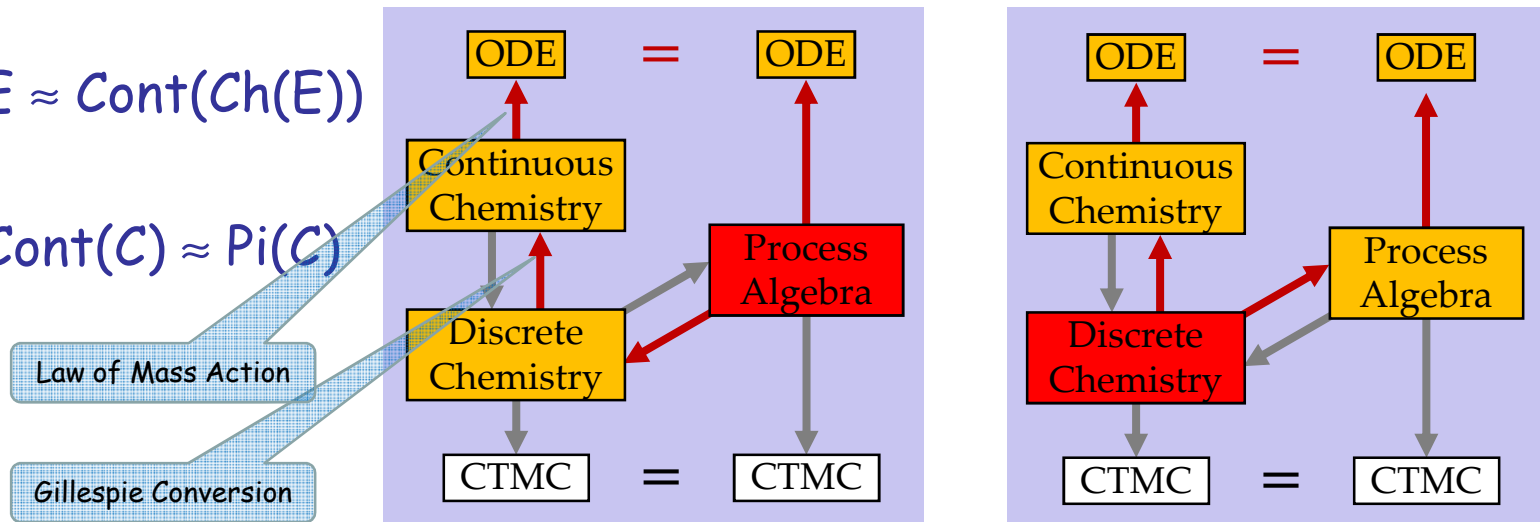 E ≈ Cont(Ch(E))
Cont(C) ≈ Pi(C)
Law of Mass Action
Gillespie Conversion
ODE = ODE
Continuous
Chemistry
Process
Algebra
Discrete
Chemistry
CTMC = CTMC
ODE = ODE
Continuous
Chemistry
Process
Algebra
Discrete
Chemistry
CTMC = CTMC